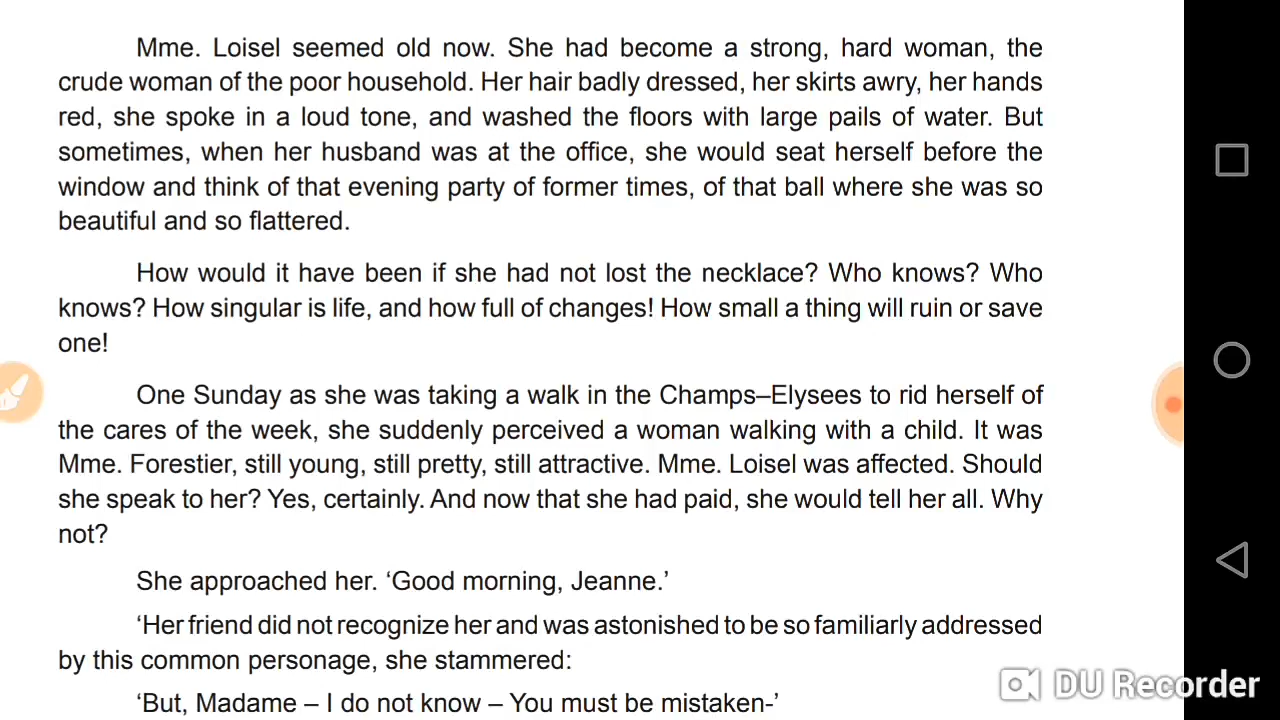 Mme. Loisel seemed old now. She had become a strong, hard woman, the
crude woman of the poor household. Her hair badly dressed, her skirts awry, her hands
red, she spoke in a loud tone, and washed the floors with large pails of water. But
sometimes, when her husband was at the office, she would seat herself before the
window and think of that evening party of former times, of that ball where she was so
beautiful and so flattered.
How would it have been if she had not lost the necklace? Who knows? Who
knows? How singular is life, and how full of changes! How small a thing will ruin or save
one!
One Sunday as she was taking a walk in the Champs–Elysees to rid herself of
the cares of the week, she suddenly perceived a woman walking with a child. It was
Mme. Forestier, still young, still pretty, still attractive. Mme. Loisel was affected. Should
she speak to her? Yes, certainly. And now that she had paid, she would tell her all. Why
not?
She approached her. ‘Good morning, Jeanne.’
‘Her friend did not recognize her and was astonished to be so familiarly addressed
by this common personage, she stammered:
‘But, Madame – I do not know – You must be mistaken-’
DU Recorder